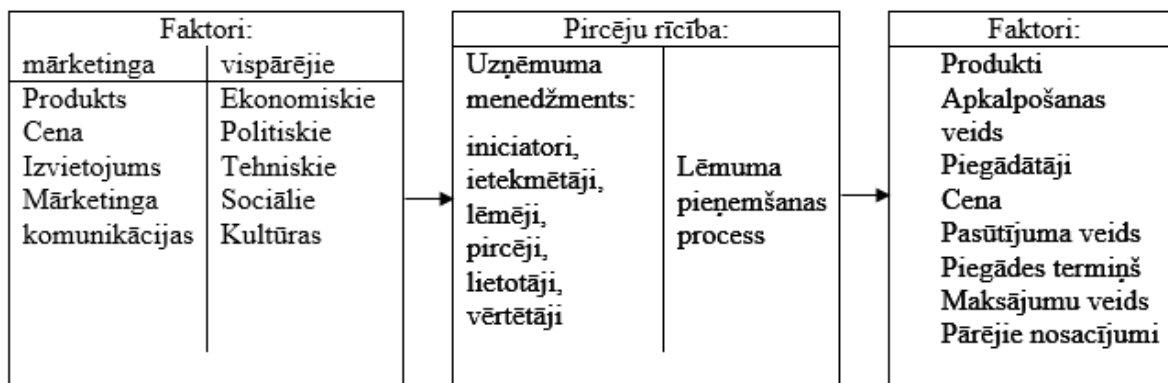 Faktori:
mārketinga
Produkts
Cena
Izvietojums
Mārketinga
komunikācijas
vispārējie
Ekonomiskie
Politiskie
Tehniskie
Sociālie
Kultūras
Pircēju rīcība:
Uzņēmuma
menedžments:
iniciatori,
ietekmētāji,
lēmēji,
pircēji,
lietotāji,
vērtētāji
Lēmuma
pieņemšanas
process
Faktori:
Produkti
Apkalpošanas
veids
Piegādātāji
Cena
Pasūtījuma veids
Piegādes termiņš
Maksājumu veids
Pārējie nosacījumi